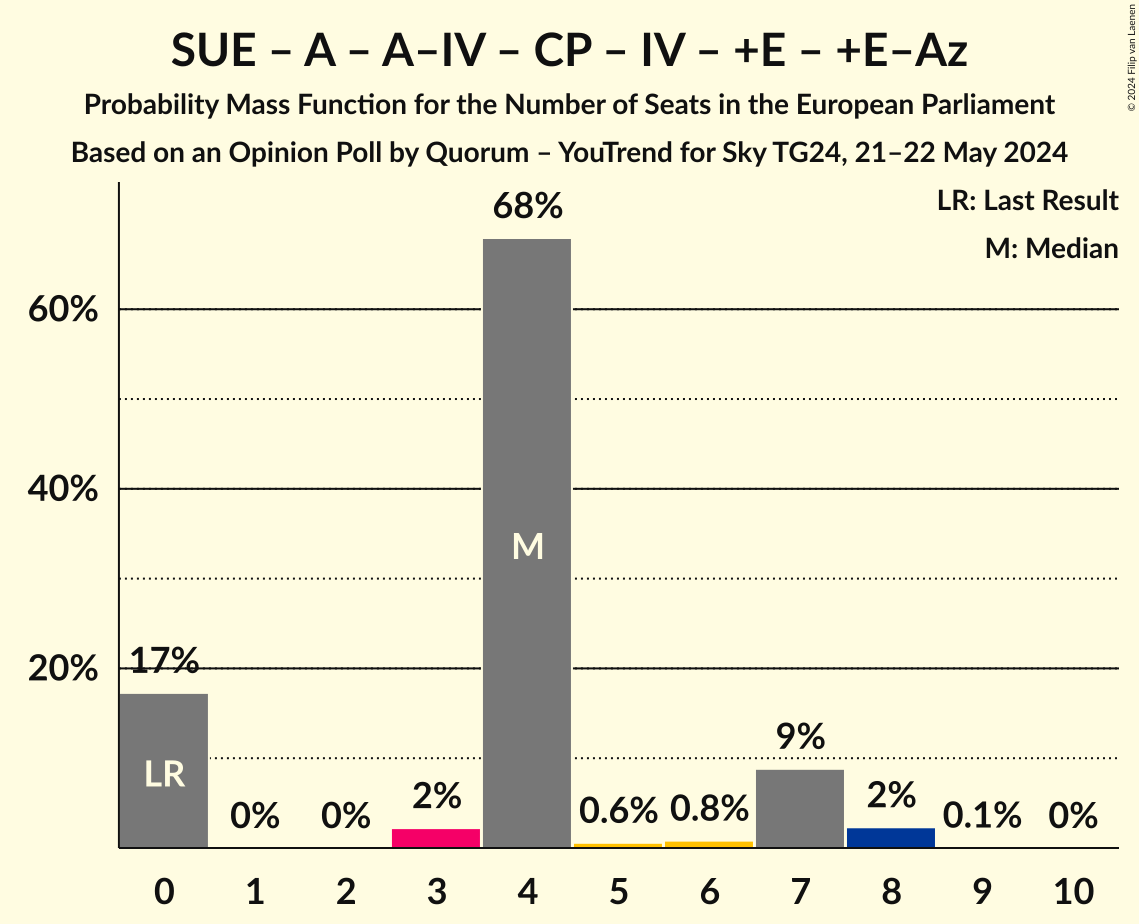 SUE – A – A–IV – CP – IV – +E – +E–Az
Probability Mass Function for the Number of Seats in the European Parliament
Based on an Opinion Poll by Quorum – YouTrend for Sky TG24, 21–22 May 2024
© 2024 Filip van Laenen
LR: Last Result
M: Median
68%
60%
40%
M
17%
20%
LR
0%
0%
2%
0.6%
0.8%
9%
2%
0.1%
0%
0 1 2 3 4 5 6 7 8 9 10